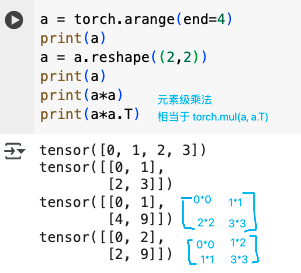 a = torch.arange(end=4)
print(a)
a = a.reshape((2,2))
print(a)
print(a*a)
print(a*a.T)
元素级乘法
相当于 torch.mul(a, a.T)
tensor([0, 1, 2, 3])
tensor([[0, 1],
        [2, 3]])
tensor([[0, 1],
        [4, 9]])
tensor([[0, 2],
        [2, 9]])
0*0 1*1
2*2 3*3
0*0 1*2
1*1 3*3